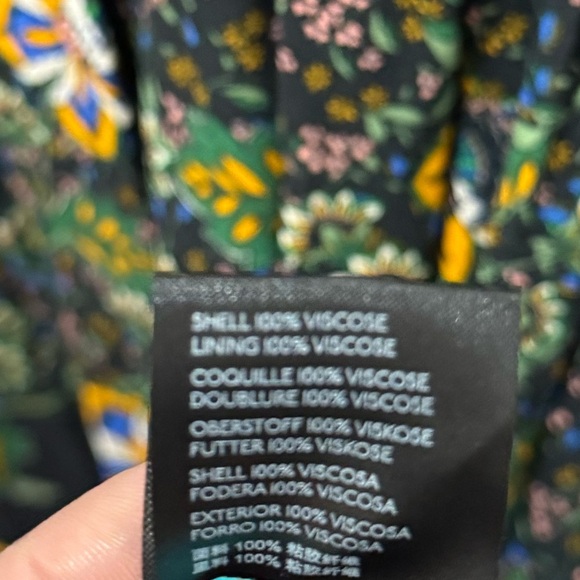 SHELL 100% VISCOSE
LINING 100% VISCOSE
COQUILLE 100% VISCOSE
DOUBLURE 100% VISCOSE
OBERSTOFF 100% VISKOSE
FUTTER 100% VISKOSE
SHELL 100% VISCOSA
FODERA 100% VISCOSA
EXTERIOR 100% VISCOSA
FORRO 100% VISCOSA
面料 100% 粘胶纤维
100% 粘胶纤维